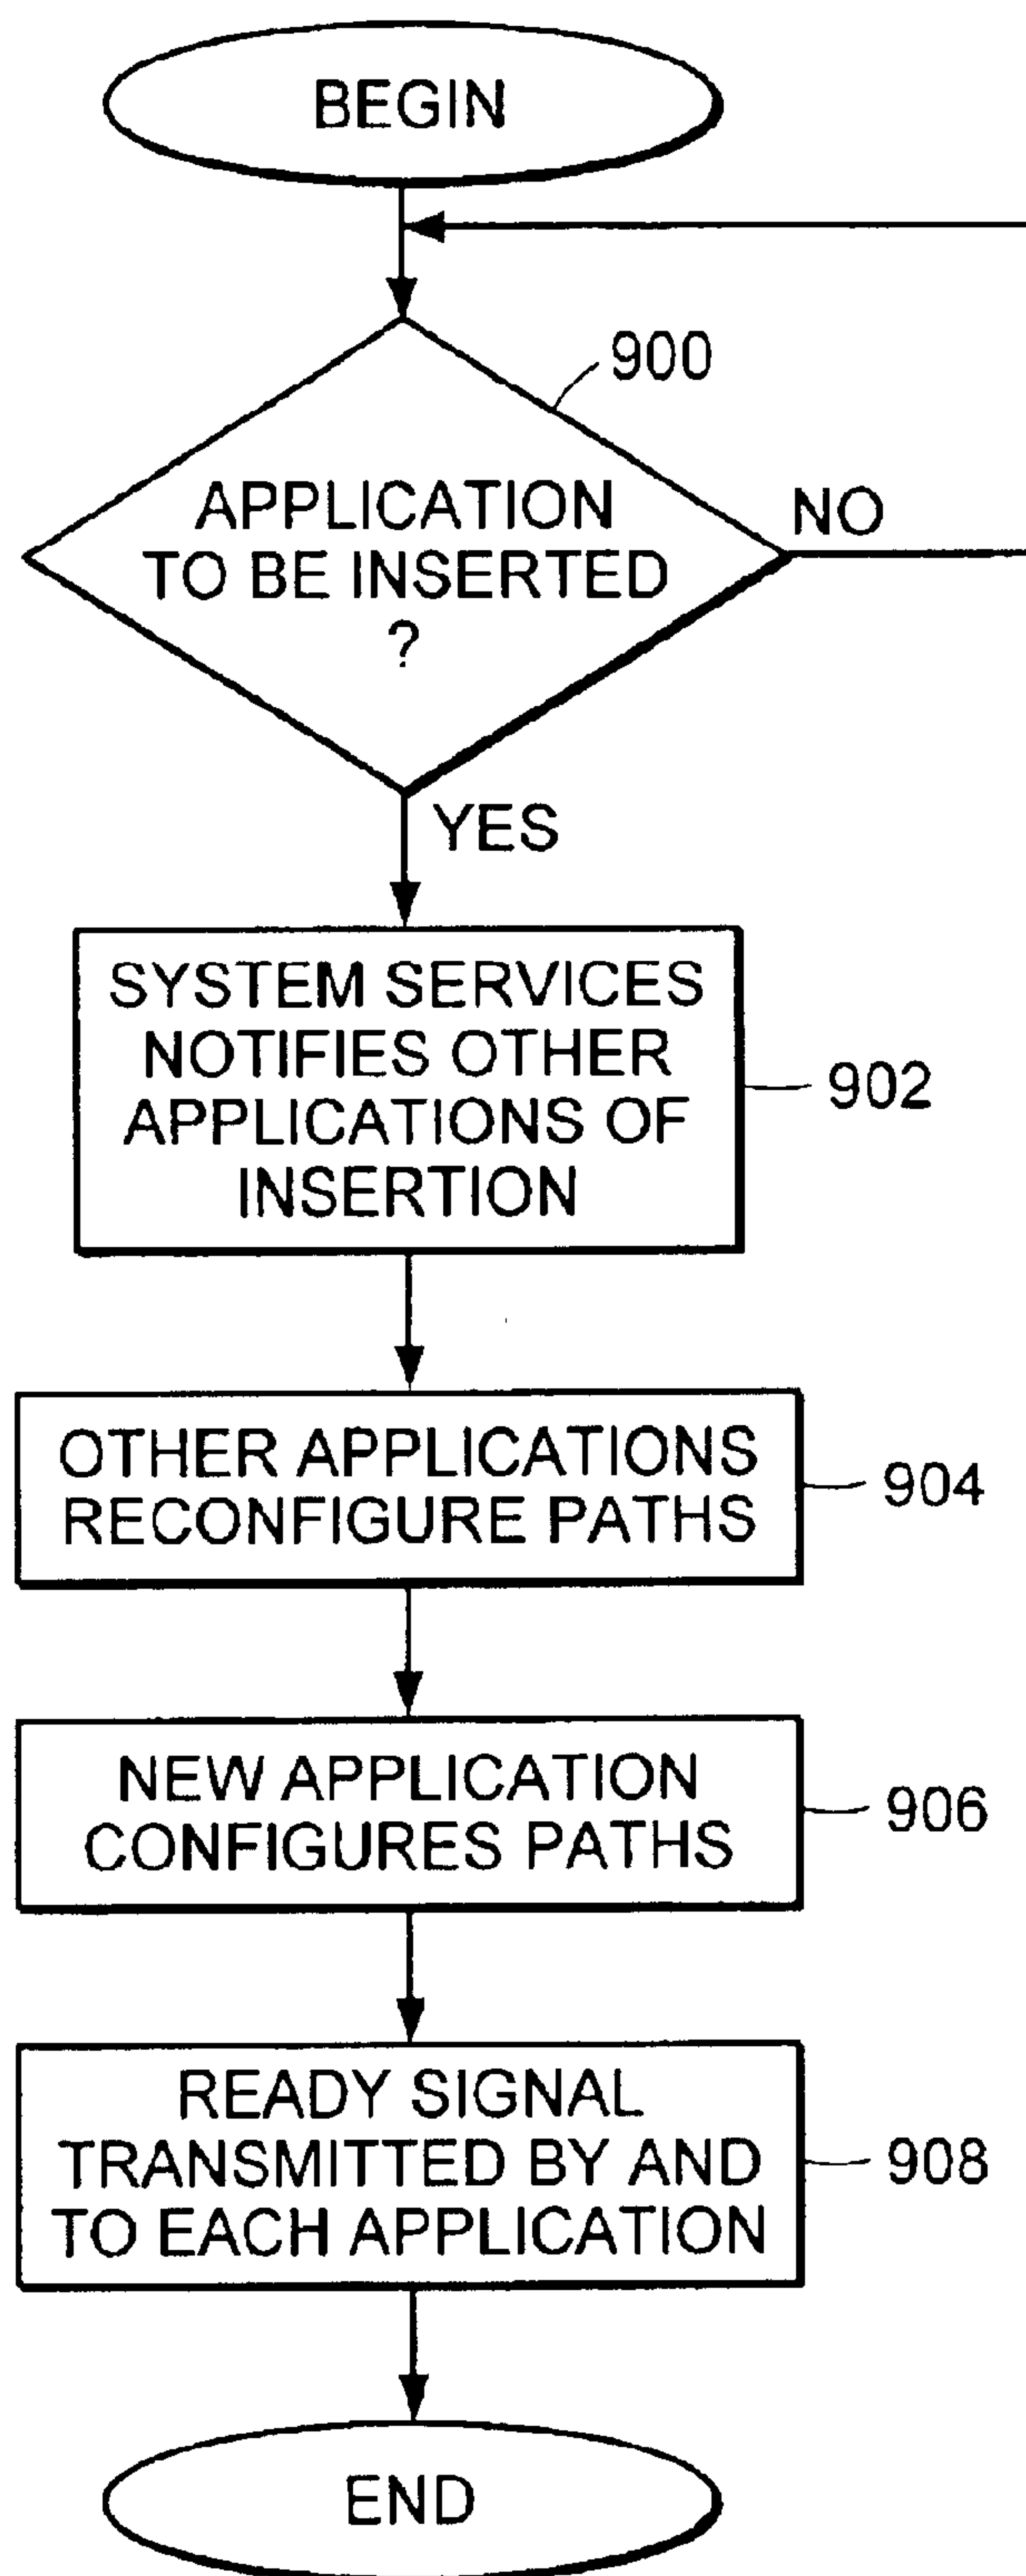 BEGIN
900
APPLICATION
TO BE INSERTED
?
NO
YES
SYSTEM SERVICES
NOTIFIES OTHER
APPLICATIONS OF
INSERTION
902
OTHER APPLICATIONS
RECONFIGURE PATHS
904
NEW APPLICATION
CONFIGURES PATHS
906
READY SIGNAL
TRANSMITTED BY AND
TO EACH APPLICATION
908
END